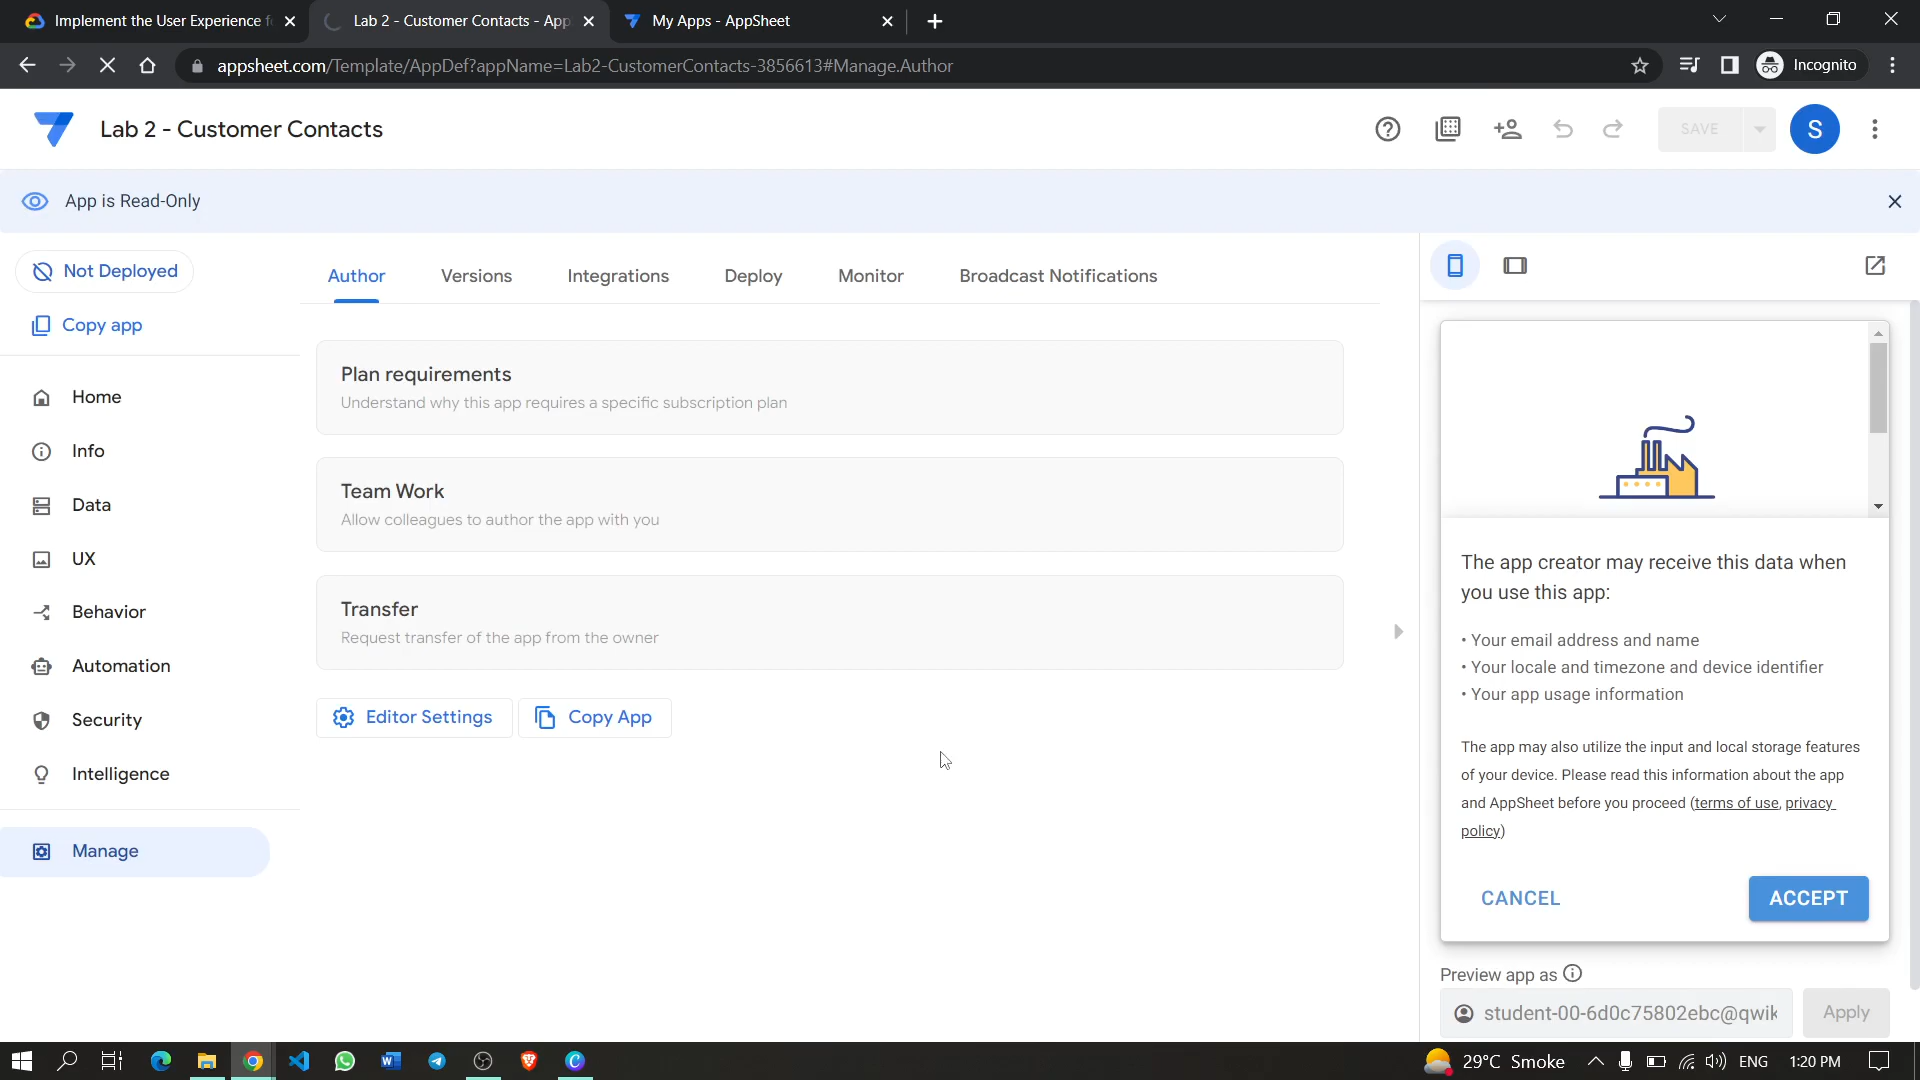 Implement the User Experience f
Lab 2 - Customer Contacts - App
My Apps - AppSheet
appsheet.com/Template/AppDef?appName=Lab2-CustomerContacts-3856613#Manage.Author
Incognito
Lab 2 - Customer Contacts
SAVE
S
App is Read-Only
Not Deployed
Copy app
Home
Info
Data
UX
Behavior
Automation
Security
Intelligence
Manage
Author
Versions
Integrations
Deploy
Monitor
Broadcast Notifications
Plan requirements
Understand why this app requires a specific subscription plan
Team Work
Allow colleagues to author the app with you
Transfer
Request transfer of the app from the owner
Editor Settings
Copy App
The app creator may receive this data when
you use this app:
• Your email address and name
• Your locale and timezone and device identifier
• Your app usage information
The app may also utilize the input and local storage features
of your device. Please read this information about the app
and AppSheet before you proceed (terms of use, privacy
policy)
CANCEL
ACCEPT
Preview app as
student-00-6d0c75802ebc@qwik
Apply
29°C Smoke
ENG
1:20 PM